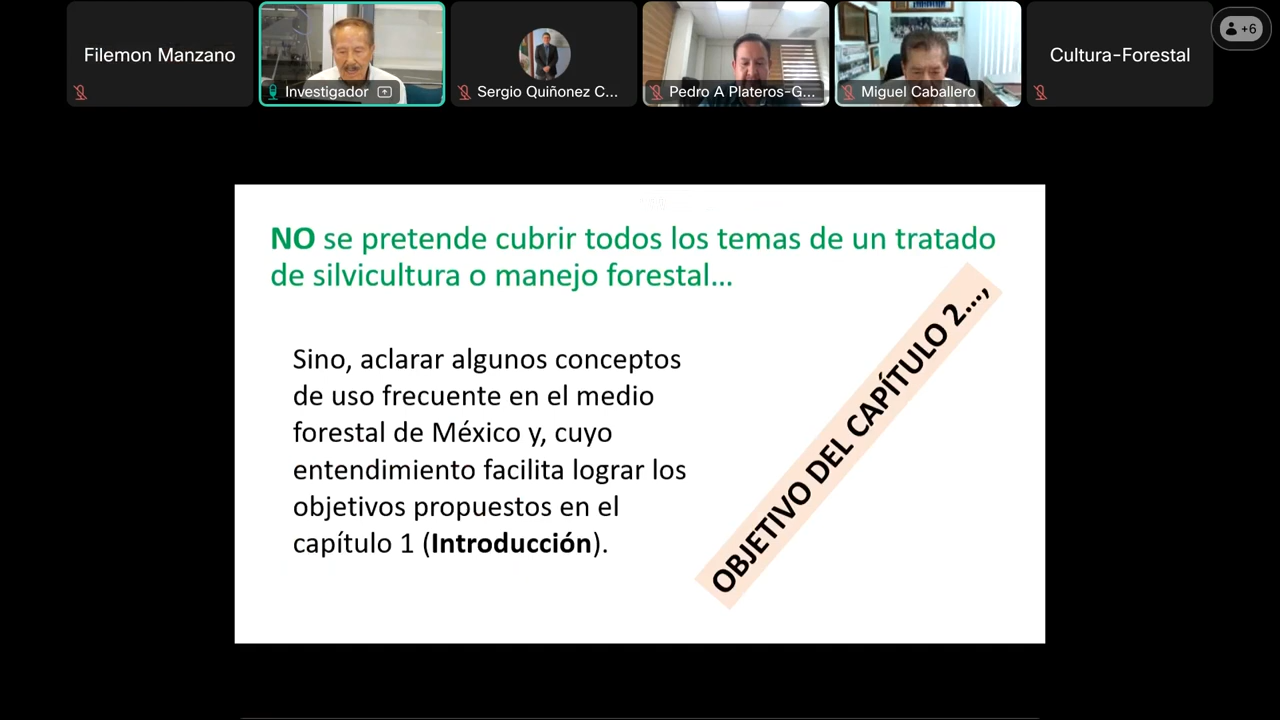 Filemon Manzano
Investigador
Sergio Quiñonez C...
Pedro A Plateros-G...
Miguel Caballero
Cultura-Forestal
+6
NO se pretende cubrir todos los temas de un tratado
de silvicultura o manejo forestal...
Sino, aclarar algunos conceptos
de uso frecuente en el medio
forestal de México y, cuyo
entendimiento facilita lograr los
objetivos propuestos en el
capítulo 1 (Introducción).
OBJETIVO DEL CAPÍTULO 2...,